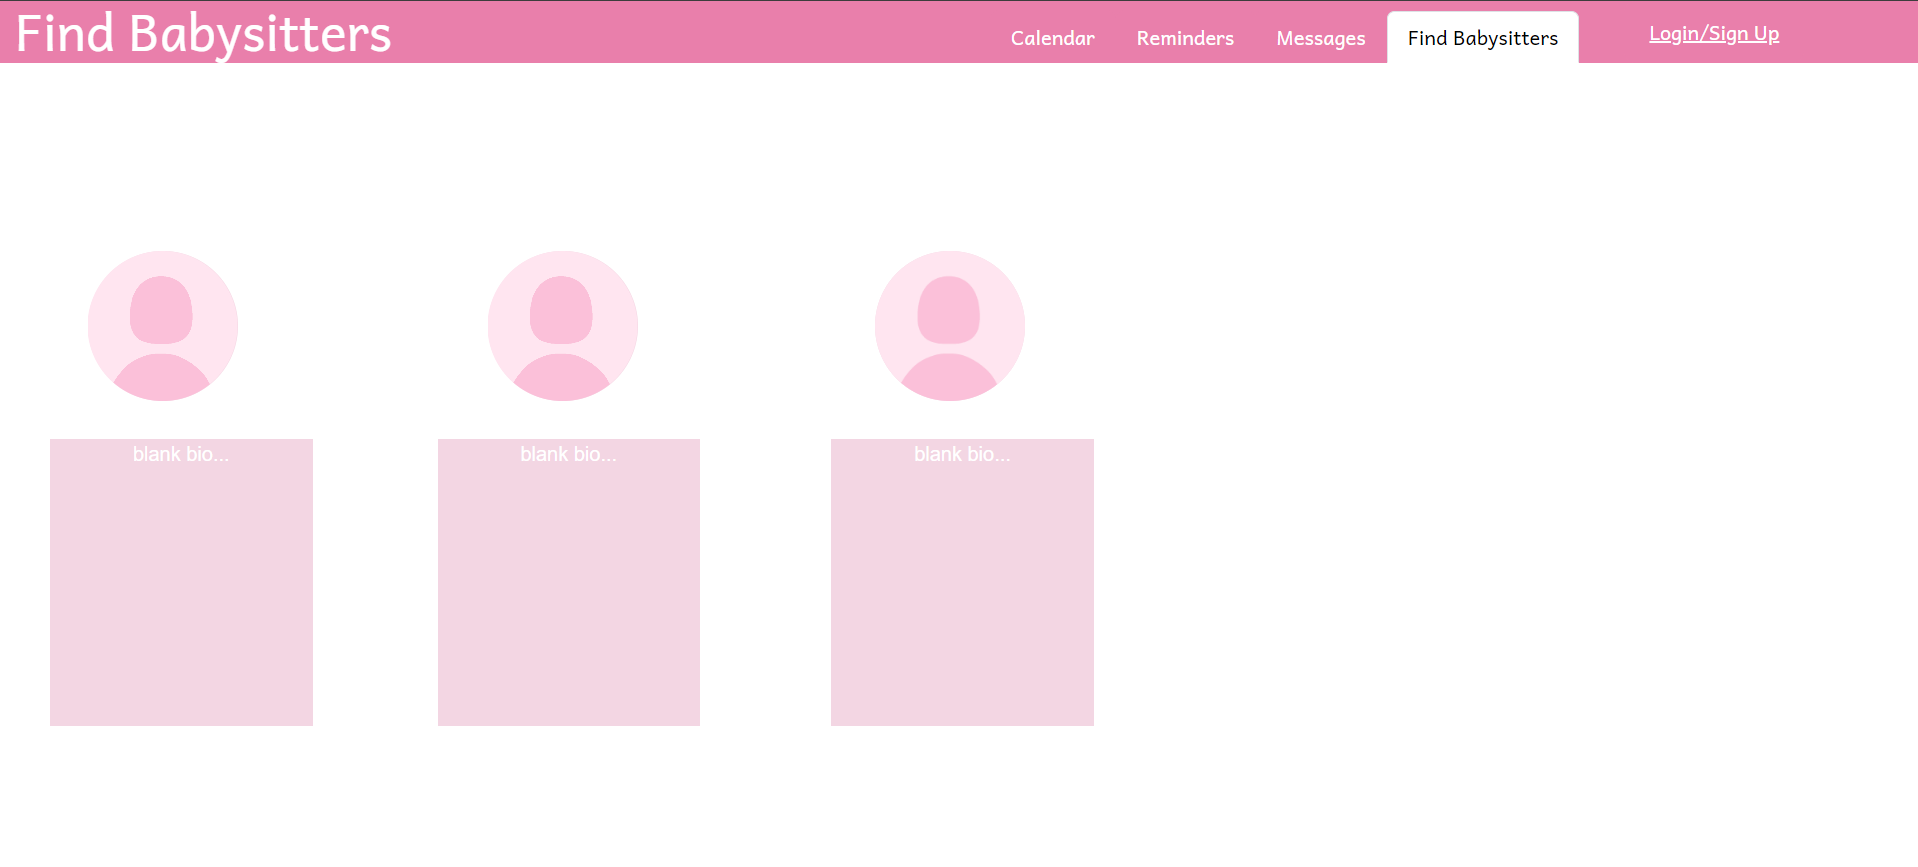 Find Babysitters
Calendar Reminders Messages Find Babysitters Login/Sign Up
blank bio... blank bio... blank bio...